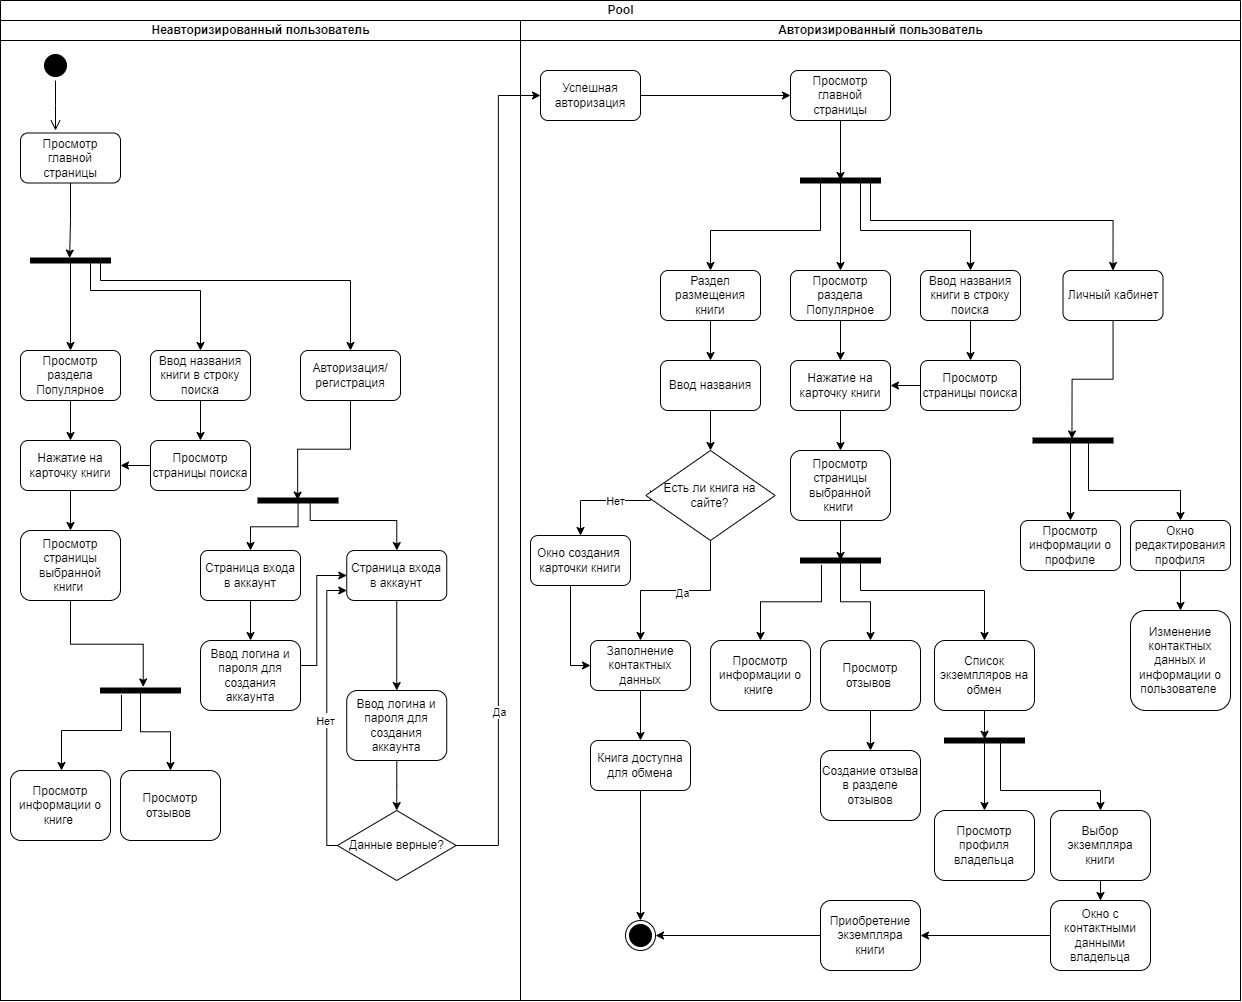 Pool
Неавторизированный пользователь
Авторизированный пользователь
Просмотр
главной
страницы
Просмотр
раздела
Популярное
Ввод названия
книги в строку
поиска
Авторизация/
регистрация
Нажатие на
карточку книги
Просмотр
страницы поиска
Просмотр
страницы
выбранной
книги
Страница входа
в аккаунт
Страница входа
в аккаунт
Ввод логина и
пароля для
создания
аккаунта
Ввод логина и
пароля для
создания
аккаунта
Нет
Да
Просмотр
информации о
книге
Просмотр
отзывов
Данные верные?
Успешная
авторизация
Просмотр
главной
страницы
Раздел
размещения
книги
Просмотр
раздела
Популярное
Ввод названия
книги в строку
поиска
Личный кабинет
Ввод названия
Нажатие на
карточку книги
Просмотр
страницы поиска
Есть ли книга на
сайте?
Нет
Да
Просмотр
страницы
выбранной
книги
Окно создания
карточки книги
Просмотр
информации о
профиле
Окно
редактирования
профиля
Заполнение
контактных
данных
Просмотр
информации о
книге
Просмотр
отзывов
Список
экземпляров на
обмен
Изменение
контактных
данных и
информации о
пользователе
Книга доступна
для обмена
Создание отзыва
в разделе
отзывов
Просмотр
профиля
владельца
Выбор
экземпляра
книги
Приобретение
экземпляра
книги
Окно с
контактными
данными
владельца